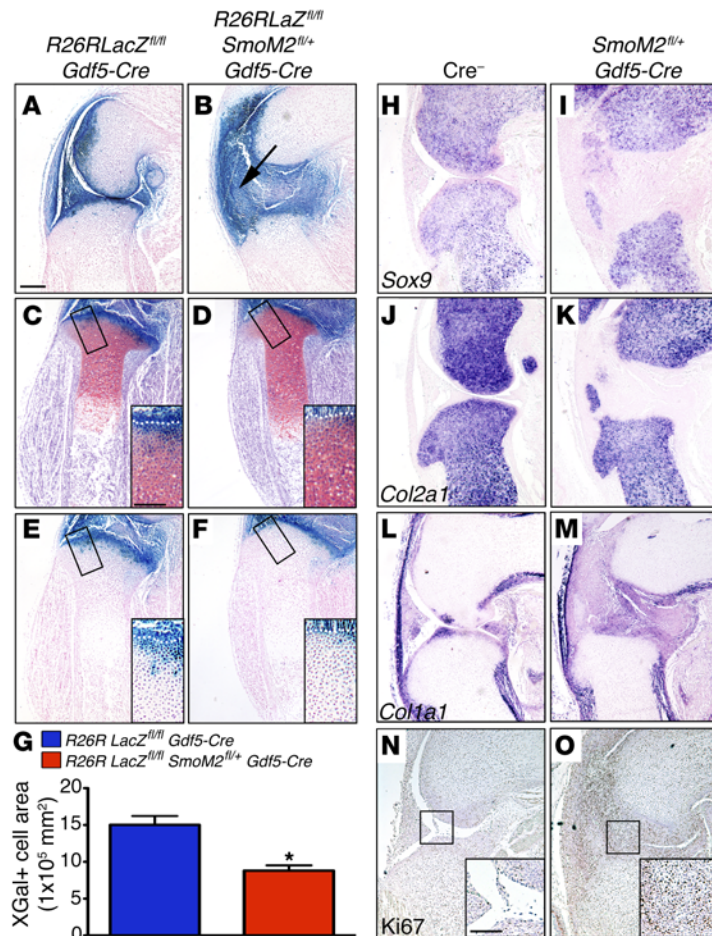 R26RLaZfl/fl
R26RLacZfl/fl SmoM2fl/+ SmoM2fl/+
Gdf5-Cre Gdf5-Cre Cre– Gdf5-Cre
A B H I
Sox9
C D J K
Col2a1
E F L M
Col1a1
G R26R LacZfl/fl Gdf5-Cre
R26R LacZfl/fl SmoM2fl/+ Gdf5-Cre
N O
Ki67
XGal+ cell area
(1x10⁵ mm²)
20
15
10
5
0
*